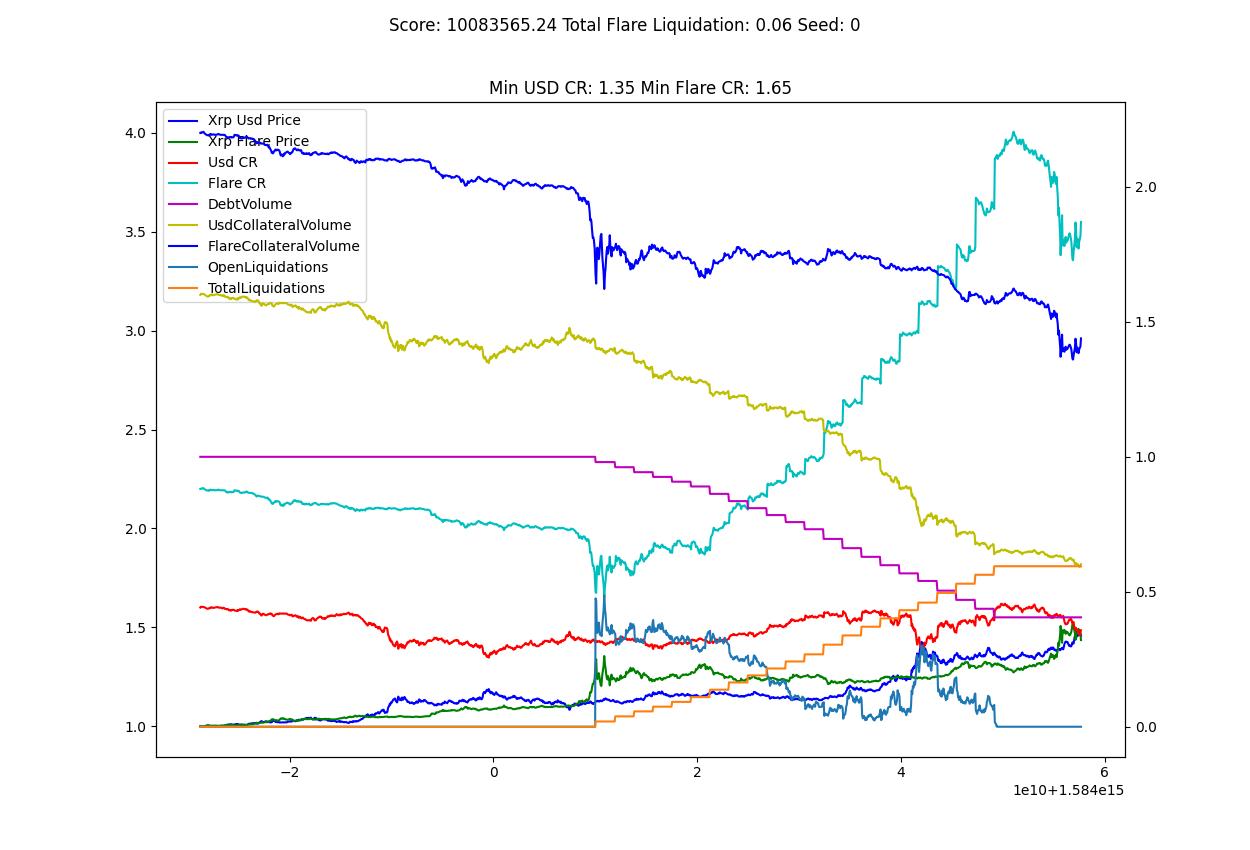 Score: 10083565.24 Total Flare Liquidation: 0.06 Seed: 0
Min USD CR: 1.35 Min Flare CR: 1.65
Xrp Usd Price
Xrp Flare Price
Usd CR
Flare CR
DebtVolume
UsdCollateralVolume
FlareCollateralVolume
OpenLiquidations
TotalLiquidations
4.0
3.5
3.0
2.5
2.0
1.5
1.0
2.0
1.5
1.0
0.5
0.0
−2
0
2
4
6
1e10+1.584e15